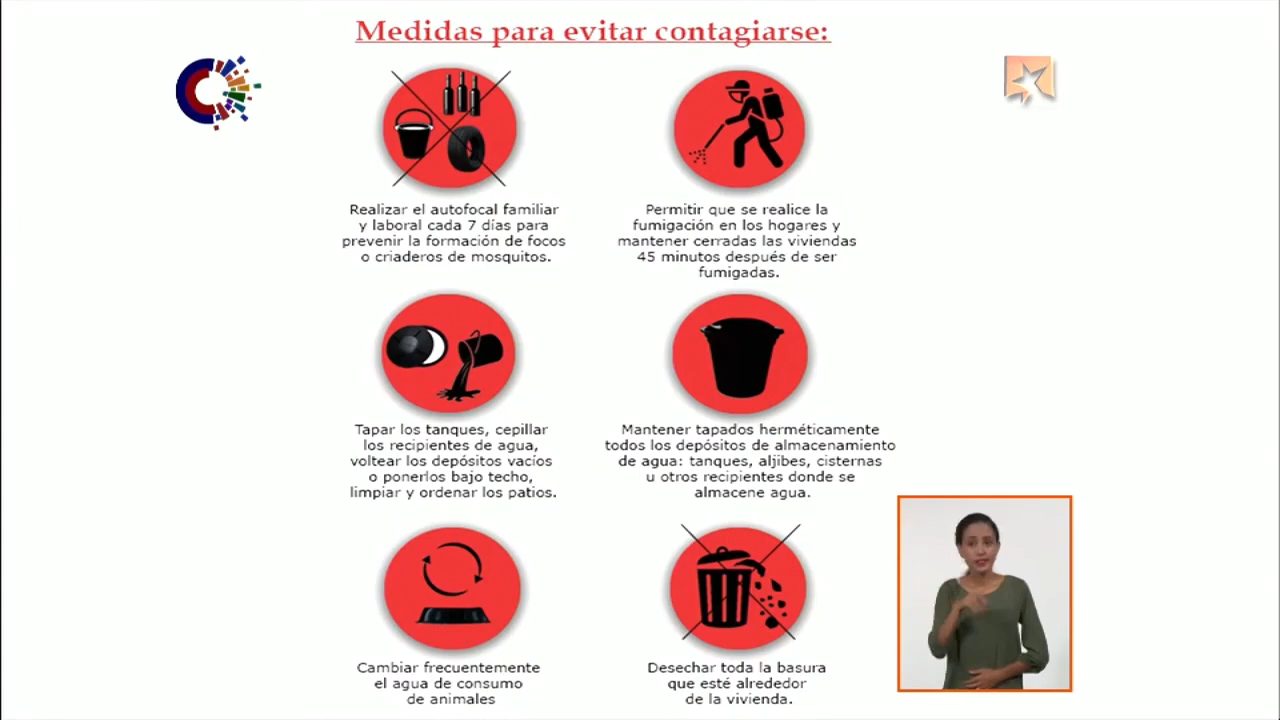 Medidas para evitar contagiarse:
Realizar el autofocal familiar
y laboral cada 7 días para
prevenir la formación de focos
o criaderos de mosquitos.
Permitir que se realice la
fumigación en los hogares y
mantener cerradas las viviendas
45 minutos después de ser
fumigadas.
Tapar los tanques, cepillar
los recipientes de agua,
voltear los depósitos vacíos
o ponerlos bajo techo,
limpiar y ordenar los patios.
Mantener tapados herméticamente
todos los depósitos de almacenamiento
de agua: tanques, aljibes, cisternas
u otros recipientes donde se
almacene agua.
Cambiar frecuentemente
el agua de consumo
de animales
Desechar toda la basura
que esté alrededor
de la vivienda.